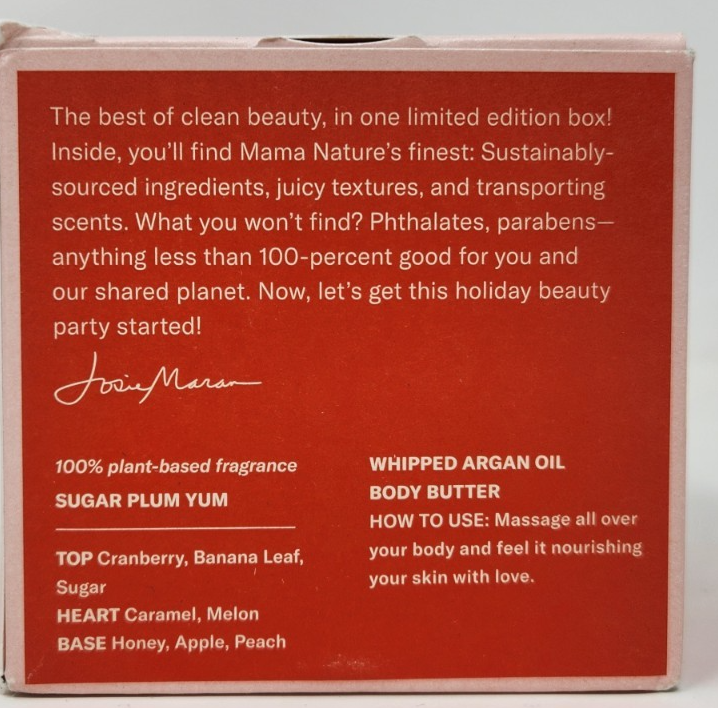 The best of clean beauty, in one limited edition box!
Inside, you'll find Mama Nature's finest: Sustainably-
sourced ingredients, juicy textures, and transporting
scents. What you won't find? Phthalates, parabens—
anything less than 100-percent good for you and
our shared planet. Now, let's get this holiday beauty
party started!
Josie Maran
100% plant-based fragrance
SUGAR PLUM YUM
TOP Cranberry, Banana Leaf,
Sugar
HEART Caramel, Melon
BASE Honey, Apple, Peach
WHIPPED ARGAN OIL
BODY BUTTER
HOW TO USE: Massage all over
your body and feel it nourishing
your skin with love.